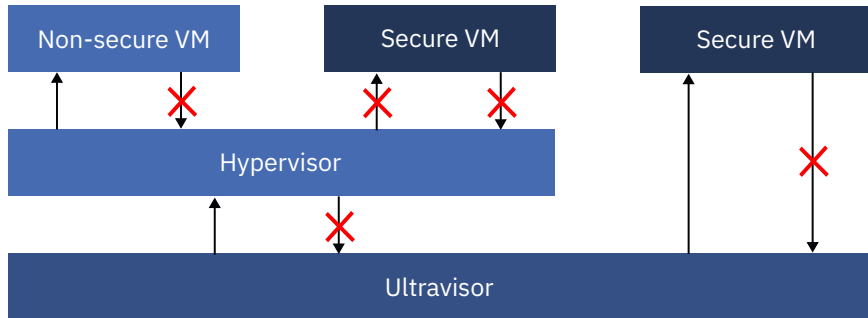 Non-secure VM
Secure VM
Secure VM
Hypervisor
Ultravisor